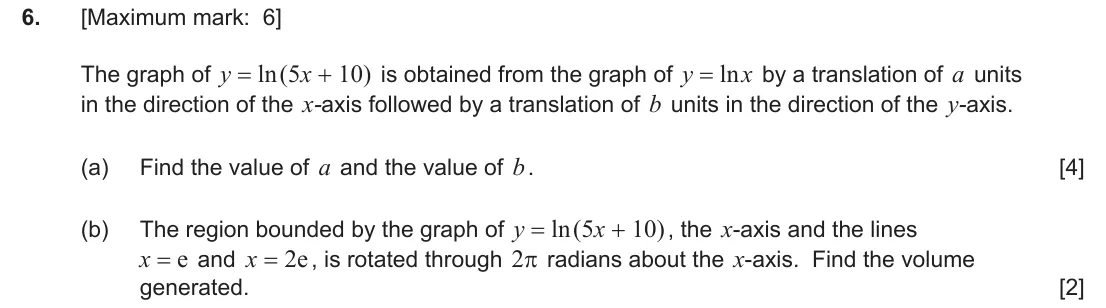 6. [Maximum mark: 6]
The graph of y = ln(5x + 10) is obtained from the graph of y = lnx by a translation of a units
in the direction of the x-axis followed by a translation of b units in the direction of the y-axis.
(a) Find the value of a and the value of b. [4]
(b) The region bounded by the graph of y = ln(5x + 10), the x-axis and the lines
x = e and x = 2e, is rotated through 2π radians about the x-axis. Find the volume
generated. [2]